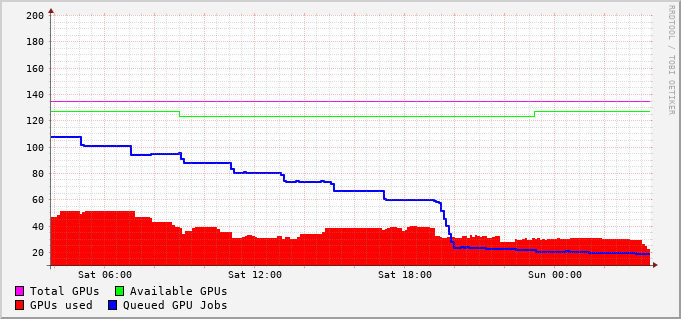 200
180
160
140
120
100
80
60
40
20
Sat 06:00 Sat 12:00 Sat 18:00 Sun 00:00
Total GPUs Available GPUs
GPUs used Queued GPU Jobs
RRDTOOL / TOBI OETIKER